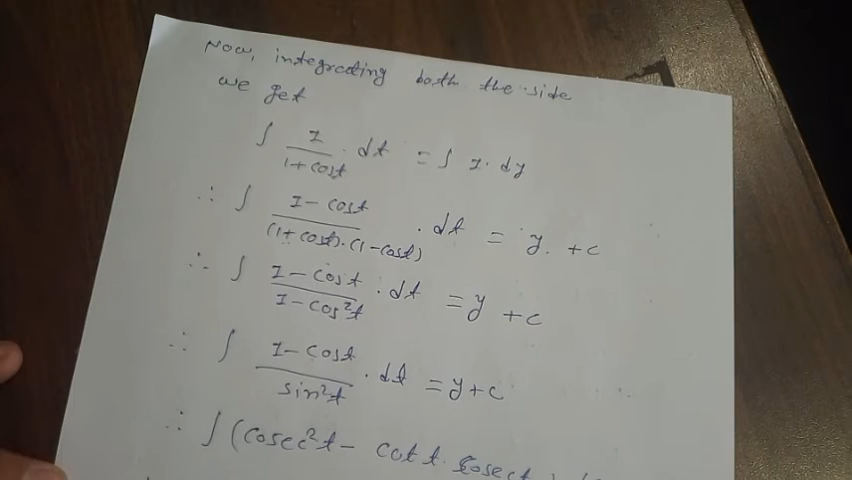 Now, integrating both the side
we get
∫ 1/(1+cost) · dt = ∫ 1· dy
∴ ∫ (1-cost)/((1+cost)·(1-cost)) · dt = y. +c
∴ ∫ (1-cost)/(1-cos²t) · dt = y +c
∴ ∫ (1-cost)/(sin²t) · dt = y+c
∴ ∫ (cosec²t - cot t · cosect